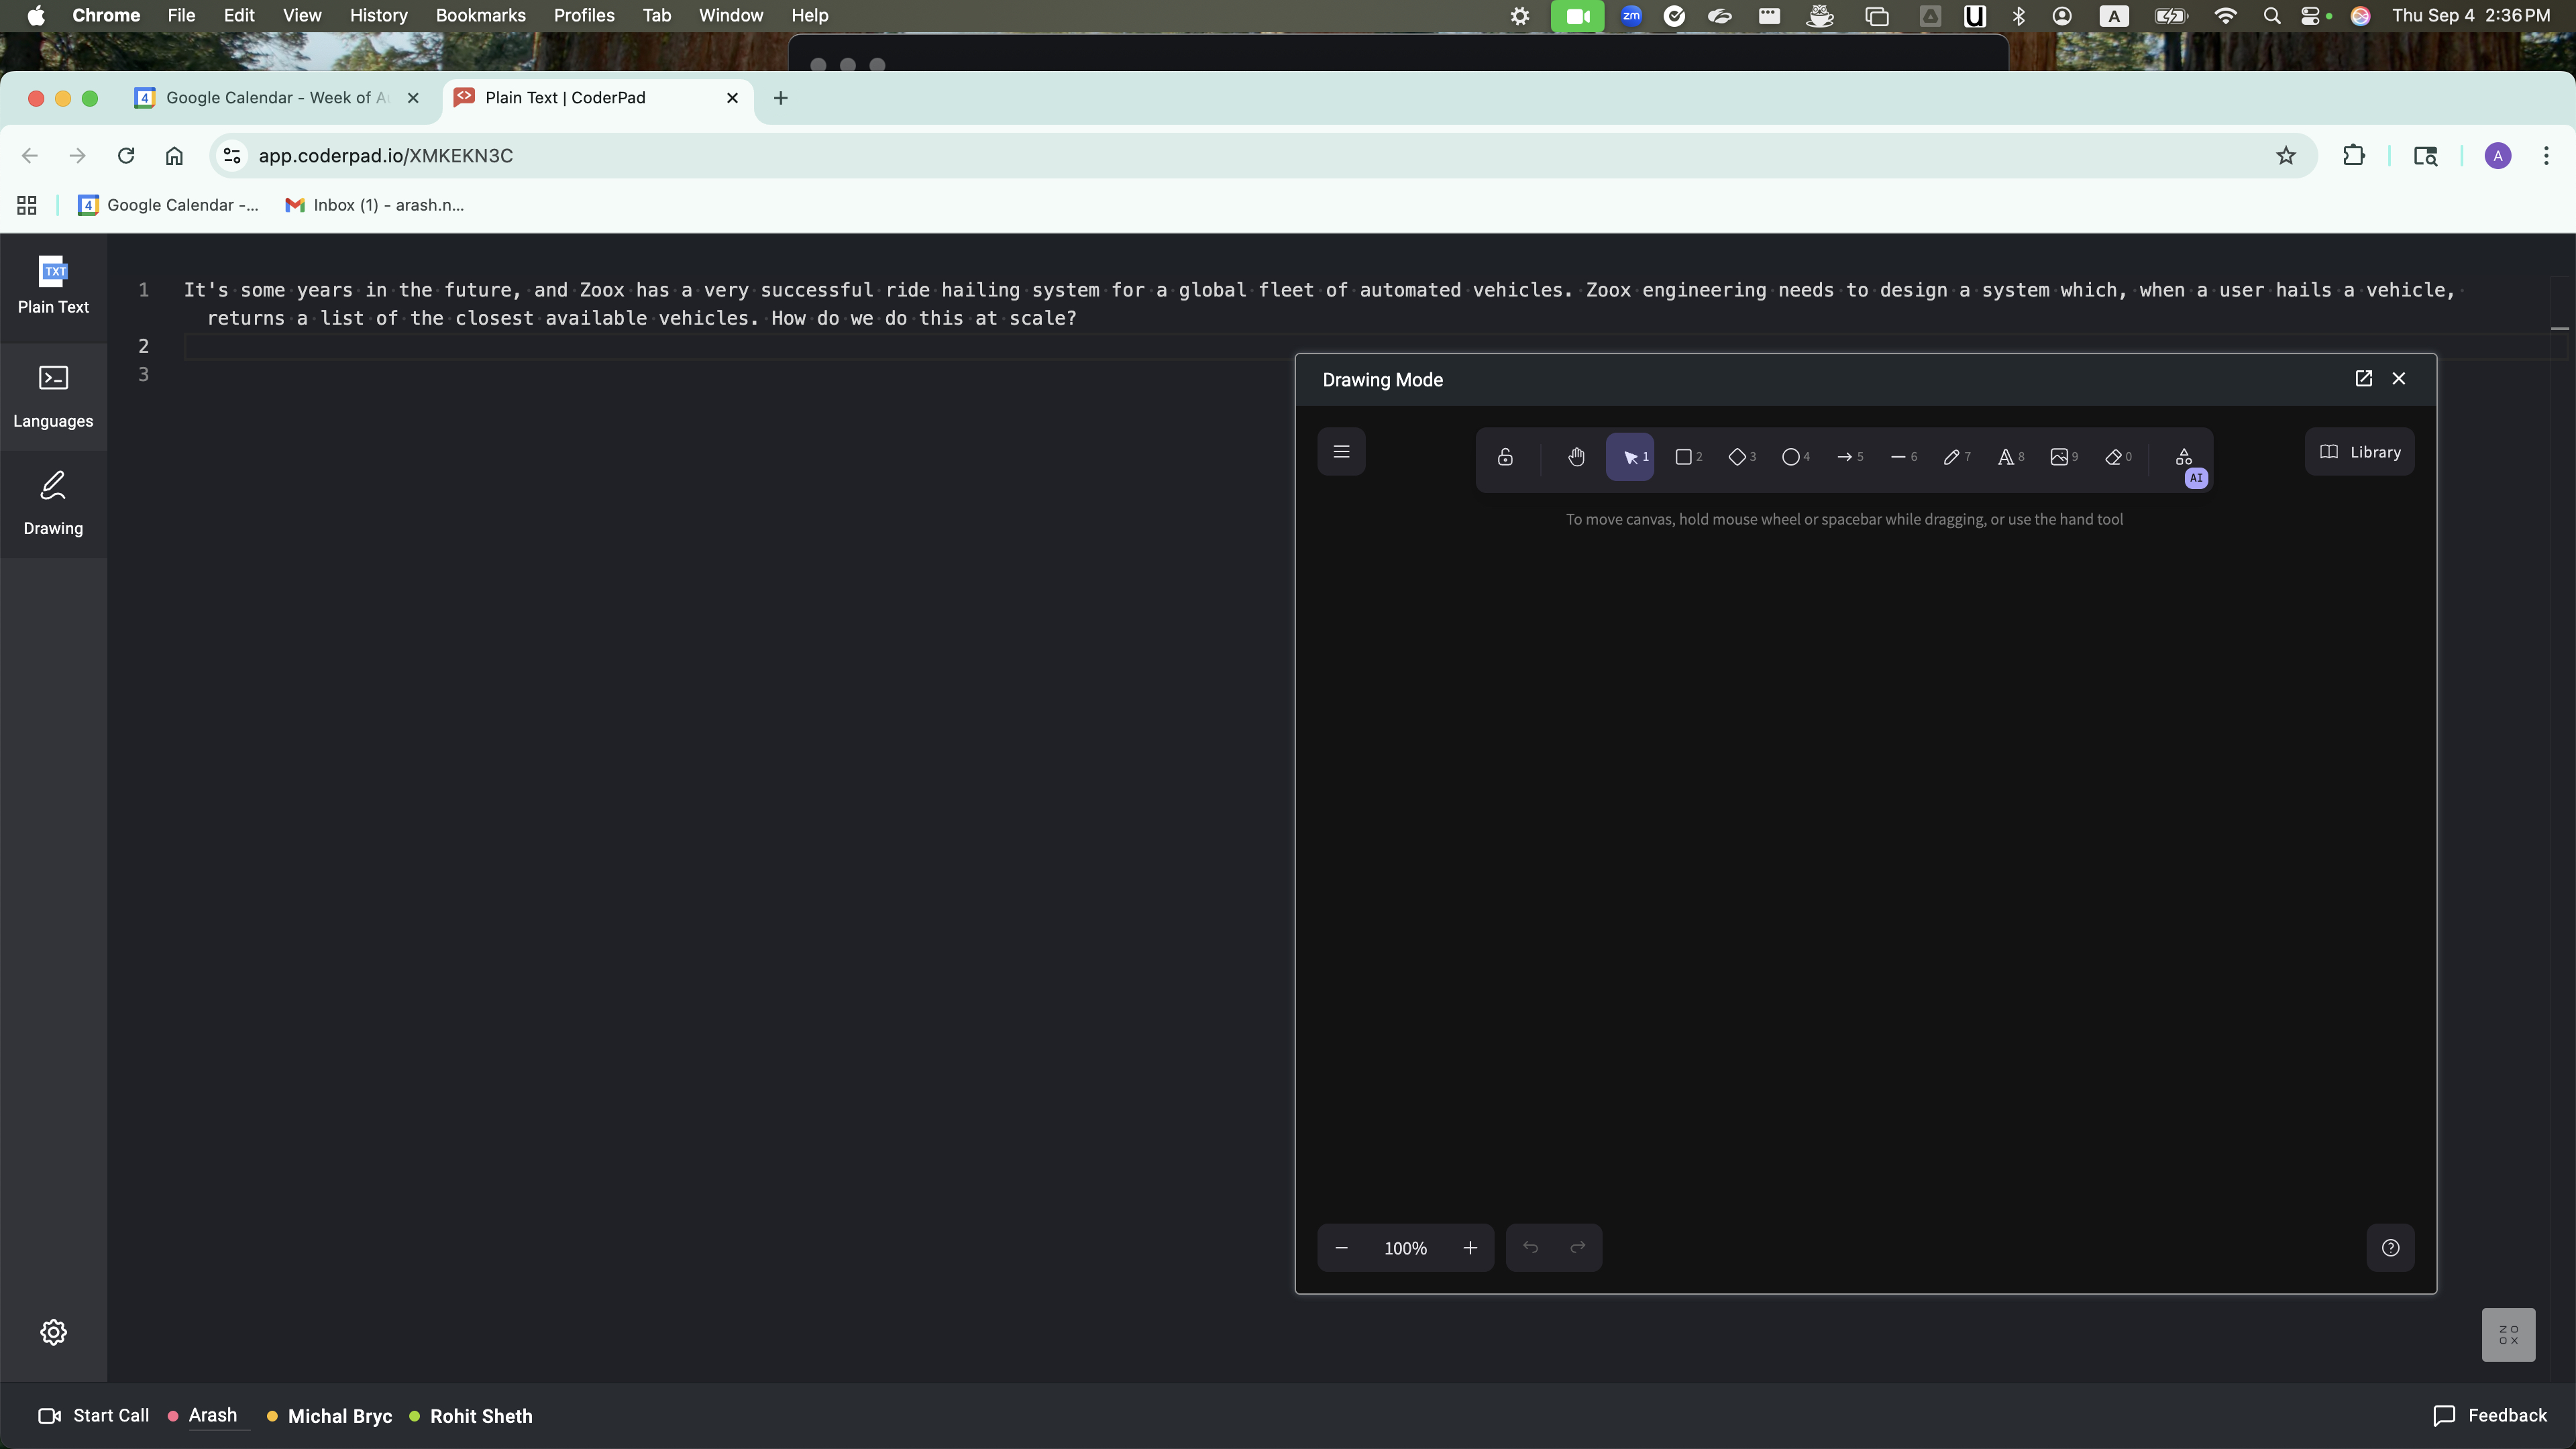 Chrome File Edit View History Bookmarks Profiles Tab Window Help zm A Thu Sep 4 2:36 PM
4 Google Calendar - Week of A Plain Text | CoderPad
app.coderpad.io/XMKEKN3C A
4 Google Calendar -... Inbox (1) - arash.n...
TXT
Plain Text
Languages
Drawing
1 It's some years in the future, and Zoox has a very successful ride hailing system for a global fleet of automated vehicles. Zoox engineering needs to design a system which, when a user hails a vehicle,
returns a list of the closest available vehicles. How do we do this at scale?
2
3
Drawing Mode
1 2 3 4 5 6 7 A 8 9 0 AI
Library
To move canvas, hold mouse wheel or spacebar while dragging, or use the hand tool
100%
ZO
OX
Start Call Arash Michal Bryc Rohit Sheth Feedback